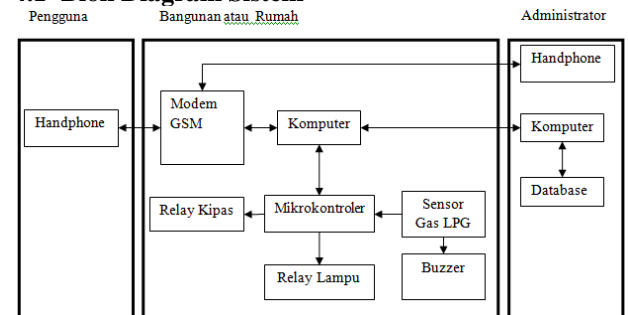 Pengguna
Bangunan atau Rumah
Administrator
Handphone
Modem
GSM
Handphone
Komputer
Komputer
Database
Relay Kipas
Mikrokontroler
Sensor
Gas LPG
Relay Lampu
Buzzer